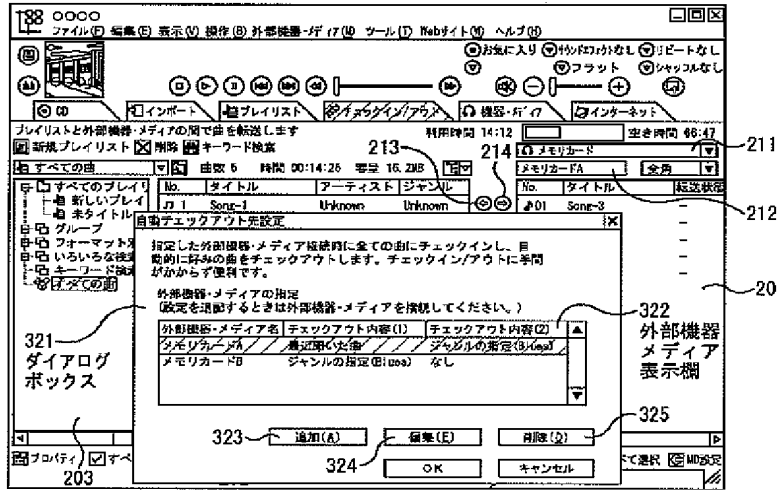 0000
ファイル(F) 編集(E) 表示(V) 操作(B) 外部機器・メディア(M) ツール(T) Webサイト(W) ヘルプ(H)
お気に入り サウンドエフェクトなし リピートなし
フラット シャッフルなし
CD インポート プレイリスト チェックイン/アウト 機器・メディア インターネット
プレイリストと外部機器・メディアの間で曲を転送します 利用時間 14:12 空き時間 66:47
新規プレイリスト 削除 キーワード検索
メモリカード
211
213
214
すべての曲 曲数 5 時間 00:14:25 容量 16.2MB
メモリカードA 全角
212
すべてのプレイリ
新しいプレイ
未タイトル
グループ
フォーマット別
いろいろな検索
キーワード検索
すべての曲
No. タイトル アーティスト ジャンル
1 Song-1 Unknown Unknown
No. タイトル 転送状態
01 Song-3
20
自動チェックアウト先設定
指定した外部機器・メディア接続時に全ての曲にチェックインし、自
動的に好みの曲をチェックアウトします。チェックイン/アウトに手間
がかからず便利です。
外部機器・メディアの指定
(設定を追加するときは外部機器・メディアを接続してください。)
321
ダイアログ
ボックス
322
外部機器
メディア
表示欄
外部機器・メディア名 チェックアウト内容(1) チェックアウト内容(2)
メモリカードA 最近聞いた曲 ジャンルの指定(Blues)
メモリカードB ジャンルの指定(Blues) なし
323
追加(A)
324
編集(E)
325
削除(D)
OK キャンセル
プロパティ すべ
て選択 MD設定
203